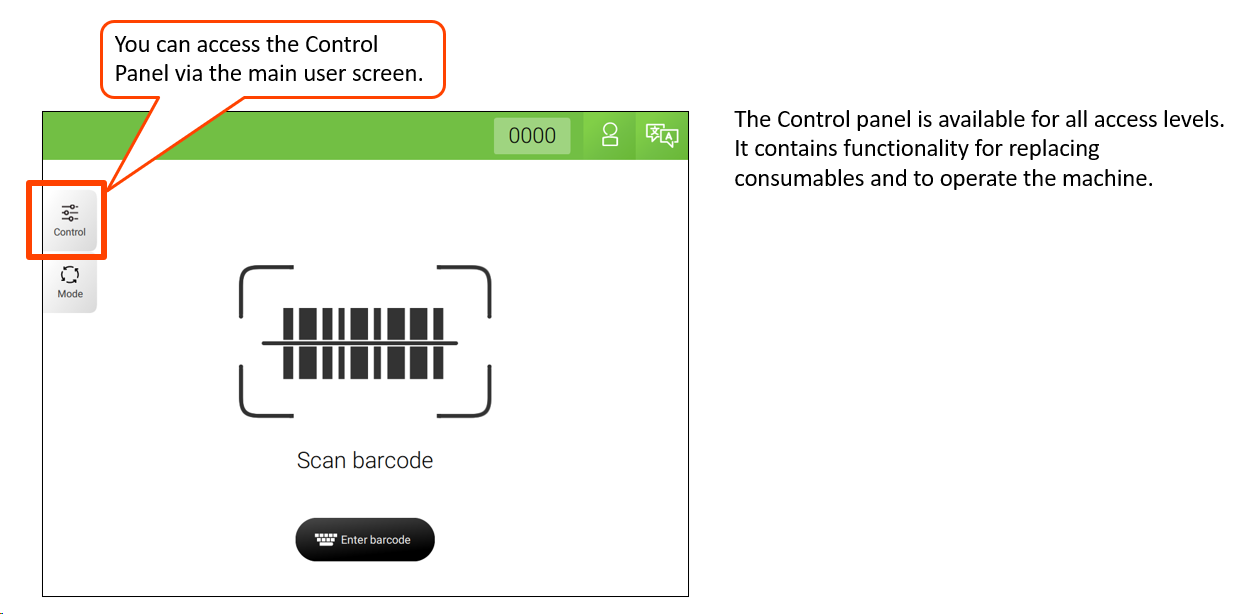 You can access the Control
Panel via the main user screen.
The Control panel is available for all access levels.
It contains functionality for replacing
consumables and to operate the machine.
0000
文A
Control
Mode
Scan barcode
Enter barcode